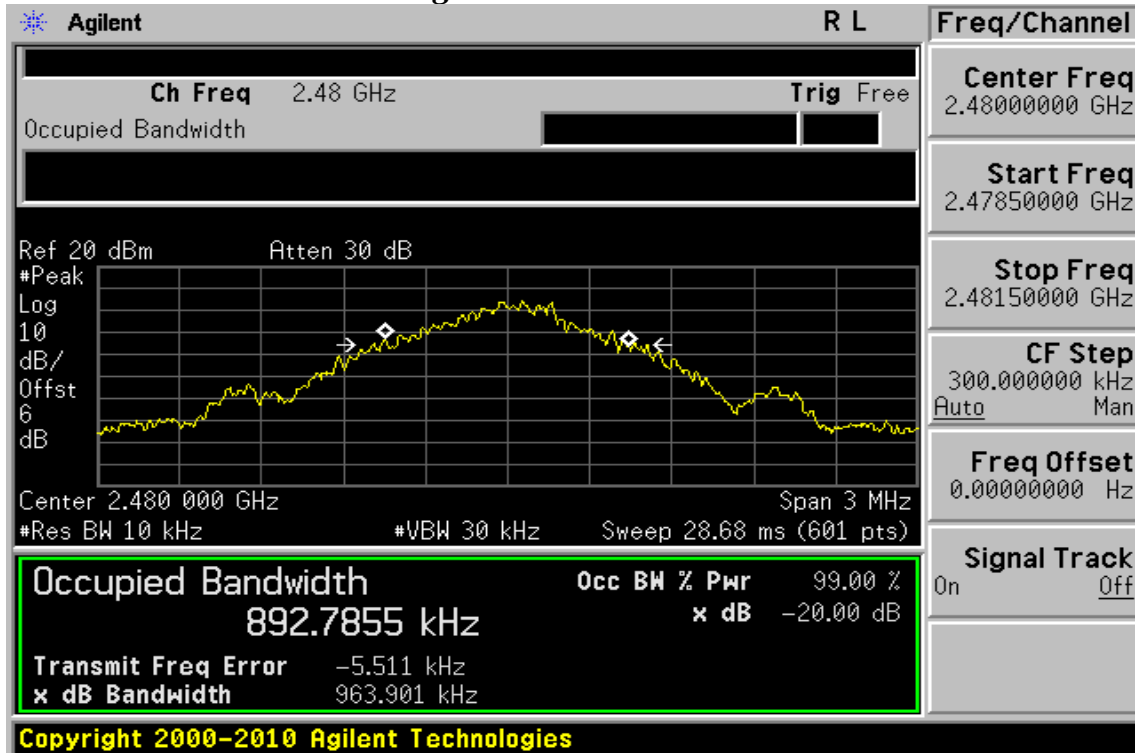 Agilent R L Freq/Channel
Ch Freq 2.48 GHz Trig Free
Occupied Bandwidth
Center Freq
2.48000000 GHz
Start Freq
2.47850000 GHz
Stop Freq
2.48150000 GHz
CF Step
300.000000 kHz
Auto Man
Freq Offset
0.00000000 Hz
Signal Track
On Off
Ref 20 dBm Atten 30 dB
#Peak
Log
10
dB/
Offst
6
dB
Center 2.480 000 GHz Span 3 MHz
#Res BW 10 kHz #VBW 30 kHz Sweep 28.68 ms (601 pts)
Occupied Bandwidth Occ BW % Pwr 99.00 %
892.7855 kHz x dB -20.00 dB
Transmit Freq Error -5.511 kHz
x dB Bandwidth 963.901 kHz
Copyright 2000-2010 Agilent Technologies